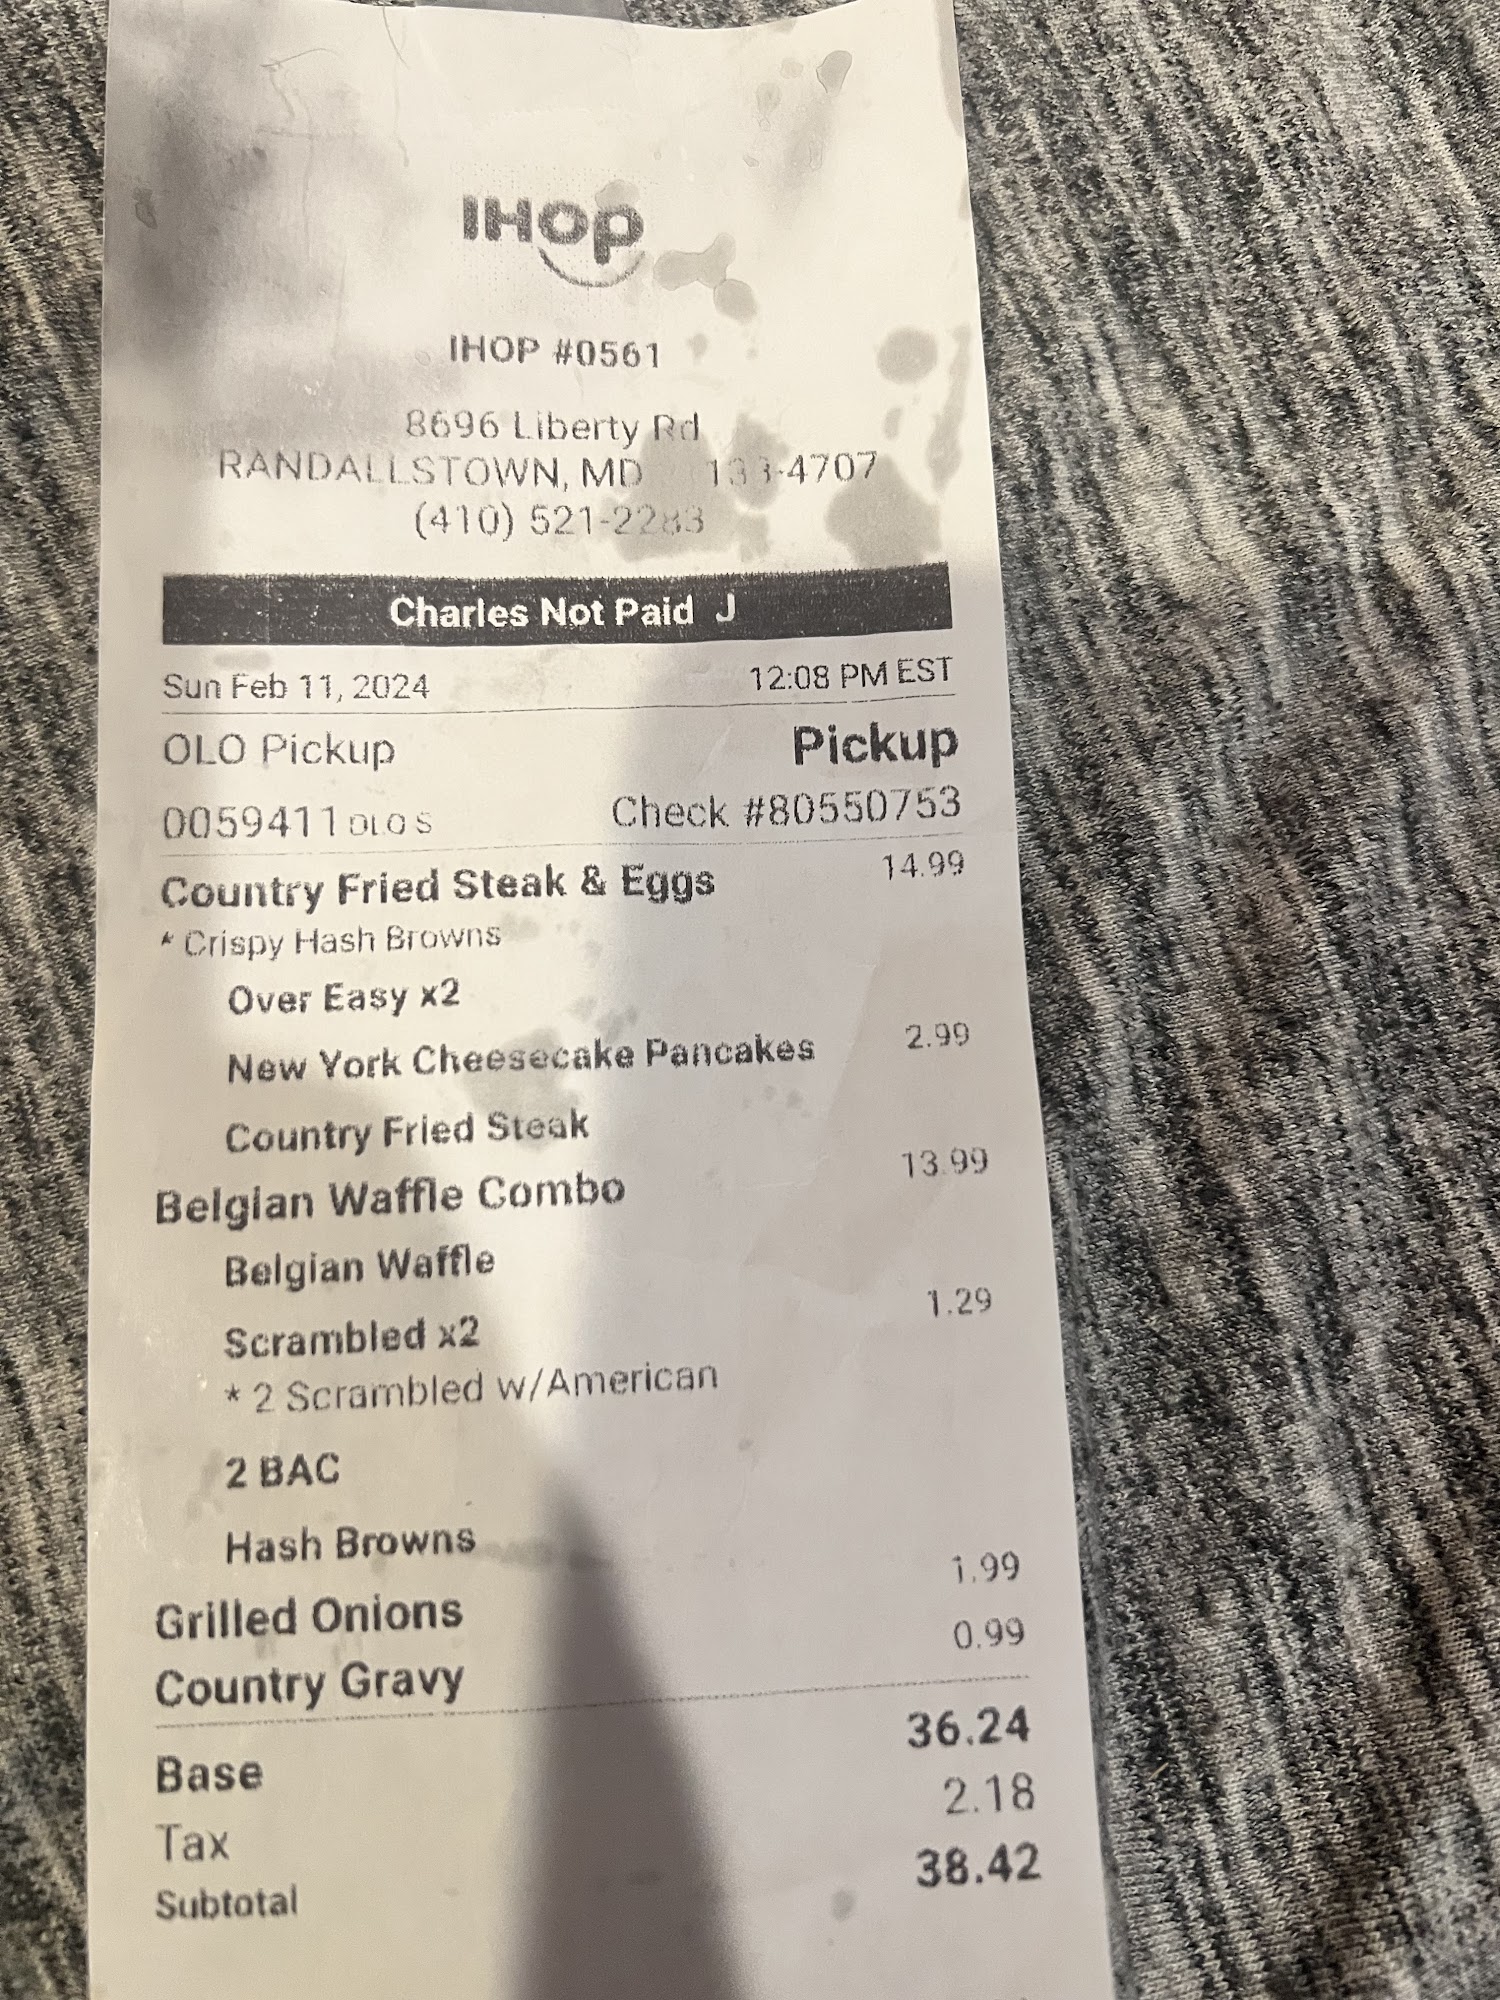 IHOP
IHOP #0561
8696 Liberty Rd
RANDALLSTOWN, MD
(410) 521-2283
Charles Not Paid J
Sun Feb 11, 2024 12:08 PM EST
OLO Pickup Pickup
0059411 OLO S Check #80550753
Country Fried Steak & Eggs 14.99
* Crispy Hash Browns
Over Easy x2
New York Cheesecake Pancakes 2.99
Country Fried Steak
Belgian Waffle Combo 13.99
Belgian Waffle
Scrambled x2 1.29
* 2 Scrambled w/American
2 BAC
Hash Browns
Grilled Onions 1.99
Country Gravy 0.99
Base 36.24
Tax 2.18
Subtotal 38.42